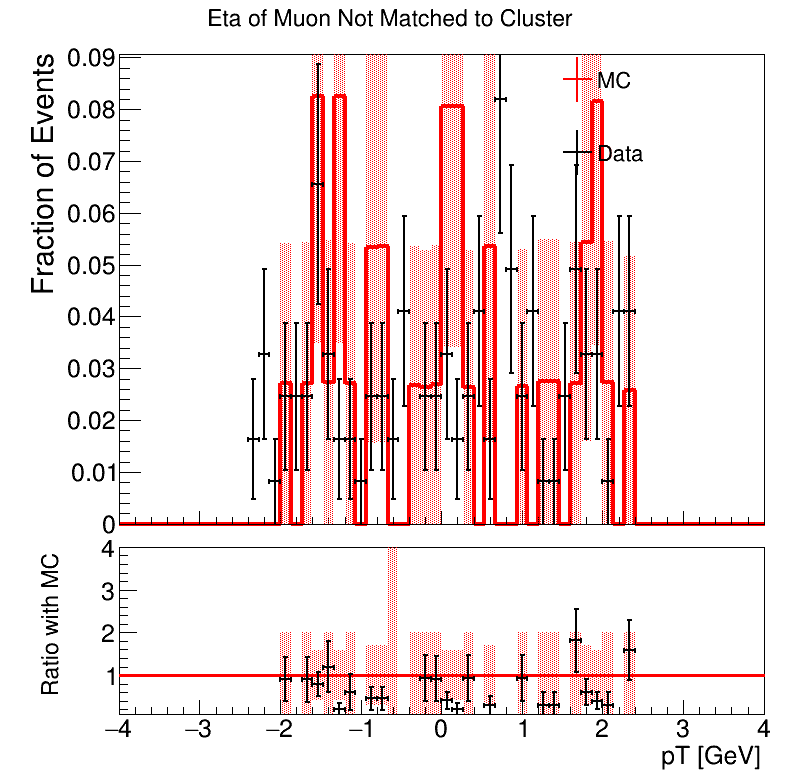 Eta of Muon Not Matched to Cluster
Fraction of Events
0.09
0.08
0.07
0.06
0.05
0.04
0.03
0.02
0.01
0
MC
Data
Ratio with MC
4
3
2
1
−4 −3 −2 −1 0 1 2 3 4
pT [GeV]